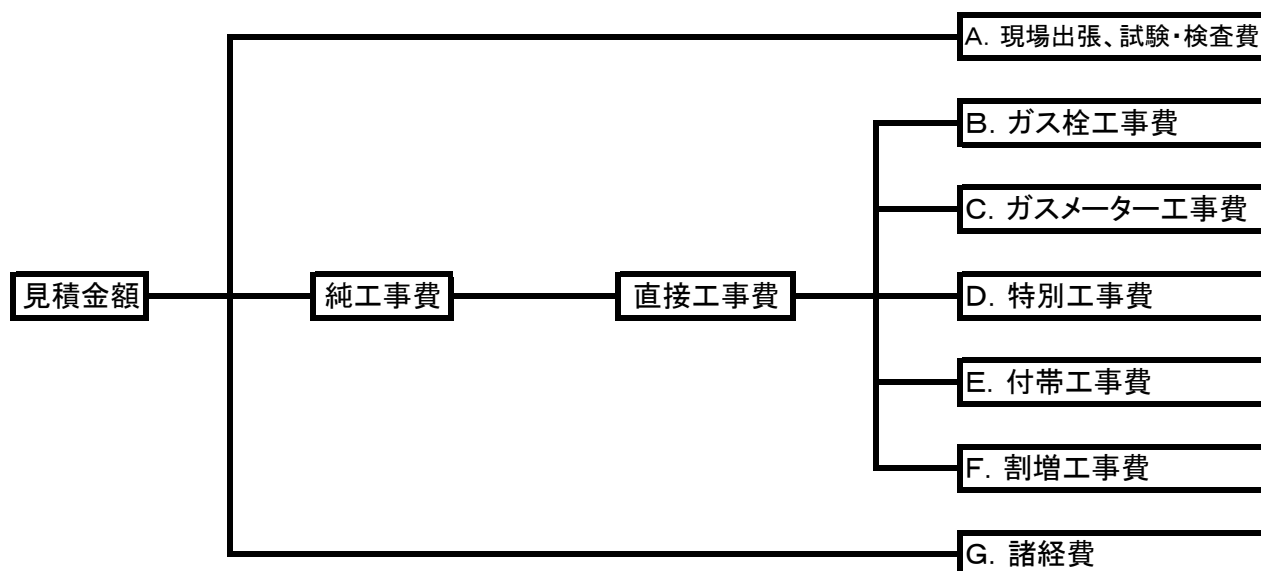 A. 現場出張、試験・検査費
B. ガス栓工事費
C. ガスメーター工事費
見積金額
純工事費
直接工事費
D. 特別工事費
E. 付帯工事費
F. 割増工事費
G. 諸経費